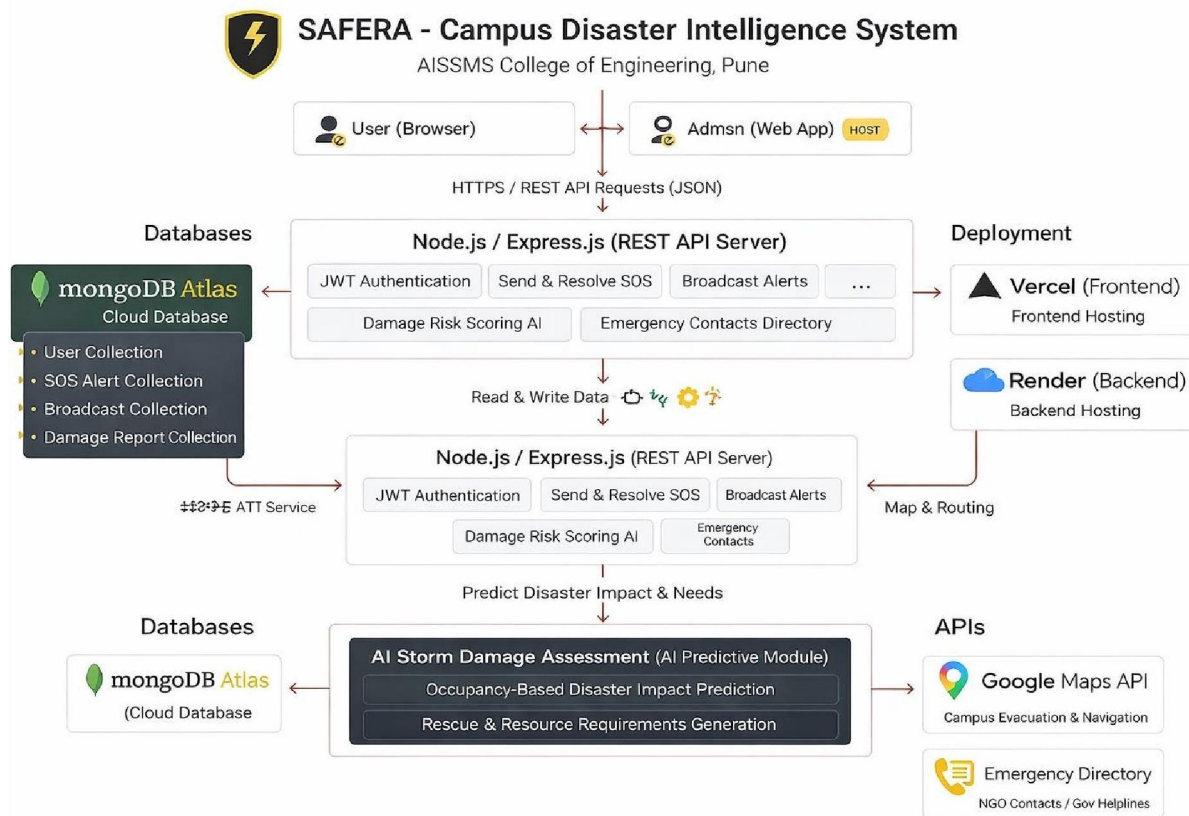 SAFERA - Campus Disaster Intelligence System
AISSMS College of Engineering, Pune
User (Browser)
Admsn (Web App) HOST
HTTPS / REST API Requests (JSON)
Databases
mongoDB Atlas
Cloud Database
• User Collection
• SOS Alert Collection
• Broadcast Collection
• Damage Report Collection
Node.js / Express.js (REST API Server)
JWT Authentication
Send & Resolve SOS
Broadcast Alerts
...
Damage Risk Scoring AI
Emergency Contacts Directory
Deployment
Vercel (Frontend)
Frontend Hosting
Render (Backend)
Backend Hosting
Read & Write Data
ATT Service
Node.js / Express.js (REST API Server)
JWT Authentication
Send & Resolve SOS
Broadcast Alerts
Damage Risk Scoring AI
Emergency
Contacts
Map & Routing
Predict Disaster Impact & Needs
Databases
mongoDB Atlas
(Cloud Database
AI Storm Damage Assessment (AI Predictive Module)
Occupancy-Based Disaster Impact Prediction
Rescue & Resource Requirements Generation
APIs
Google Maps API
Campus Evacuation & Navigation
Emergency Directory
NGO Contacts / Gov Helplines